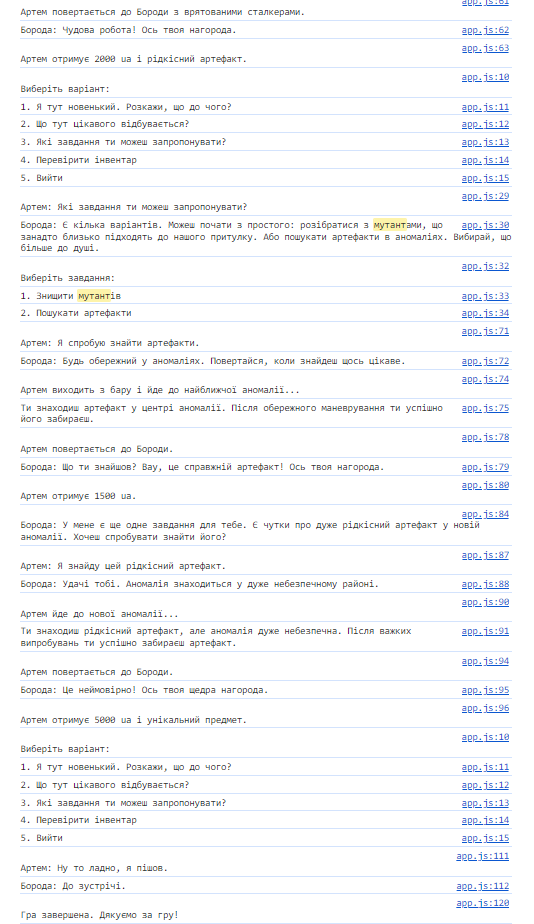 app.js:61
Артем повертається до Бороди з врятованими сталкерами.
Борода: Чудова робота! Ось твоя нагорода. app.js:62
app.js:63
Артем отримує 2000 ua і рідкісний артефакт.
app.js:10
Виберіть варіант:
1. Я тут новенький. Розкажи, що до чого? app.js:11
2. Що тут цікавого відбувається? app.js:12
3. Які завдання ти можеш запропонувати? app.js:13
4. Перевірити інвентар app.js:14
5. Вийти app.js:15
app.js:29
Артем: Які завдання ти можеш запропонувати?
Борода: Є кілька варіантів. Можеш почати з простого: розібратися з мутантами, що app.js:30
занадто близько підходять до нашого притулку. Або пошукати артефакти в аномаліях. Вибирай, що
більше до душі.
app.js:32
Виберіть завдання:
1. Знищити мутантів app.js:33
2. Пошукати артефакти app.js:34
app.js:71
Артем: Я спробую знайти артефакти.
Борода: Будь обережний у аномаліях. Повертайся, коли знайдеш щось цікаве. app.js:72
app.js:74
Артем виходить з бару і йде до найближчої аномалії...
Ти знаходиш артефакт у центрі аномалії. Після обережного маневрування ти успішно app.js:75
його забираєш.
app.js:78
Артем повертається до Бороди.
Борода: Що ти знайшов? Вау, це справжній артефакт! Ось твоя нагорода. app.js:79
app.js:80
Артем отримує 1500 ua.
app.js:84
Борода: У мене є ще одне завдання для тебе. Є чутки про дуже рідкісний артефакт у новій
аномалії. Хочеш спробувати знайти його?
app.js:87
Артем: Я знайду цей рідкісний артефакт.
Борода: Удачі тобі. Аномалія знаходиться у дуже небезпечному районі. app.js:88
app.js:90
Артем йде до нової аномалії...
Ти знаходиш рідкісний артефакт, але аномалія дуже небезпечна. Після важких app.js:91
випробувань ти успішно забираєш артефакт.
app.js:94
Артем повертається до Бороди.
Борода: Це неймовірно! Ось твоя щедра нагорода. app.js:95
app.js:96
Артем отримує 5000 ua і унікальний предмет.
app.js:10
Виберіть варіант:
1. Я тут новенький. Розкажи, що до чого? app.js:11
2. Що тут цікавого відбувається? app.js:12
3. Які завдання ти можеш запропонувати? app.js:13
4. Перевірити інвентар app.js:14
5. Вийти app.js:15
app.js:111
Артем: Ну то ладно, я пішов.
Борода: До зустрічі. app.js:112
app.js:120
Гра завершена. Дякуємо за гру!